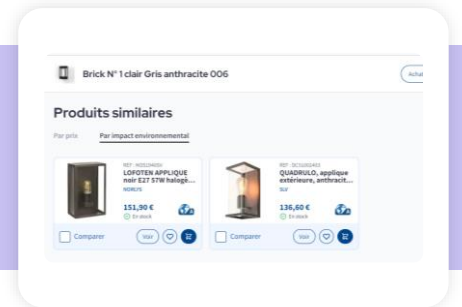 Brick N° 1 clair Gris anthracite 006
Achat
Produits similaires
Par prix
Par impact environnemental
LOFOTEN APPLIQUE
noir E27 57W halogè...
NORLYS
151,90 €
En stock
Comparer
Voir
QUADRULO, applique
extérieure, anthracit...
SLV
136,60 €
En stock
Comparer
Voir